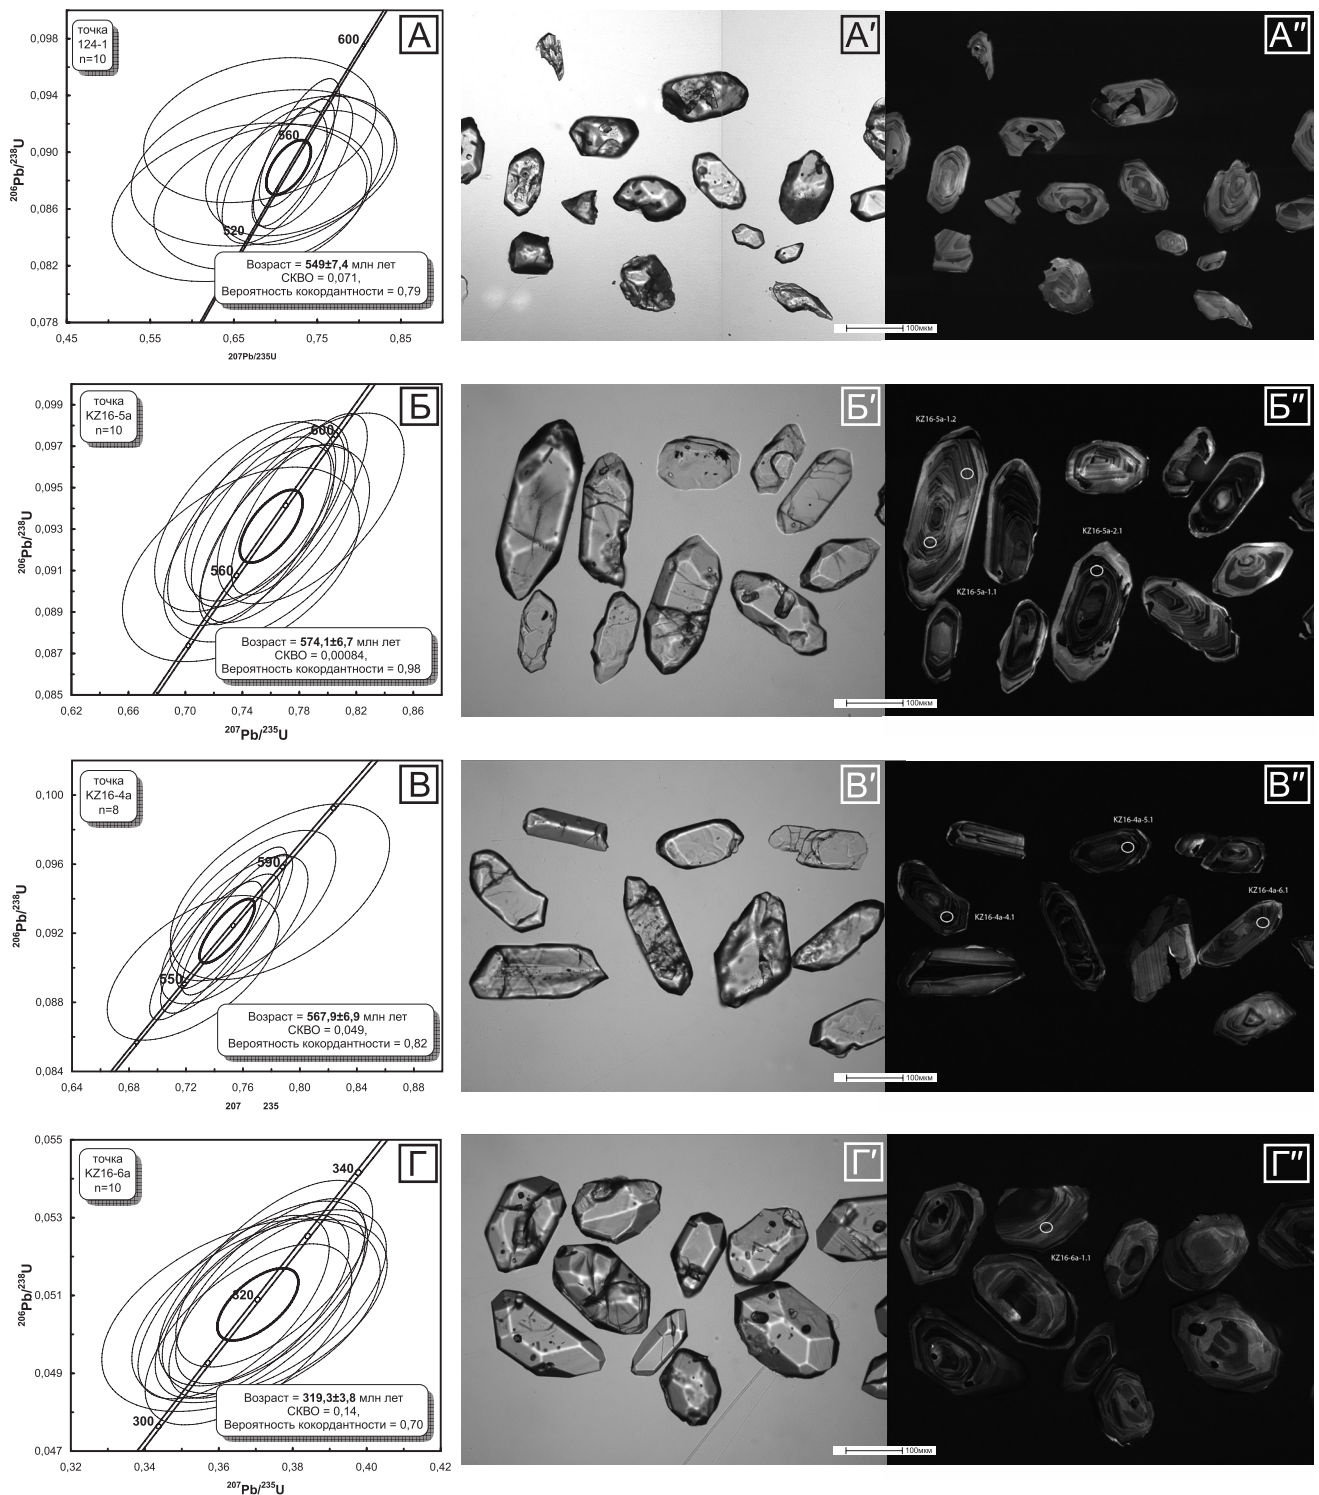 точка
124-1
n=10
А
0,098
0,094
0,090
0,086
0,082
0,078
206Pb/238U
600
560
520
Возраст = 549±7,4 млн лет
СКВО = 0,071,
Вероятность кокордантности = 0,79
0,45 0,55 0,65 0,75 0,85
207Pb/235U
А′
А″
100мкм
точка
KZ16-5a
n=10
Б
0,099
0,097
0,095
0,093
0,091
0,089
0,087
0,085
206Pb/238U
600
560
Возраст = 574,1±6,7 млн лет
СКВО = 0,00084,
Вероятность кокордантности = 0,98
0,62 0,66 0,70 0,74 0,78 0,82 0,86
207Pb/235U
Б′
Б″
KZ16-5a-1.2
KZ16-5a-2.1
KZ16-5a-1.1
100мкм
точка
KZ16-4a
n=8
В
0,100
0,096
0,092
0,088
0,084
206Pb/238U
590
550
Возраст = 567,9±6,9 млн лет
СКВО = 0,049,
Вероятность кокордантности = 0,82
0,64 0,68 0,72 0,76 0,80 0,84 0,88
207 235
В′
В″
KZ16-4a-5.1
KZ16-4a-6.1
KZ16-4a-4.1
100мкм
точка
KZ16-6a
n=10
Г
0,055
0,053
0,051
0,049
0,047
206Pb/238U
340
320
300
Возраст = 319,3±3,8 млн лет
СКВО = 0,14,
Вероятность кокордантности = 0,70
0,32 0,34 0,36 0,38 0,40 0,42
207Pb/235U
Г′
Г″
KZ16-6a-1.1
100мкм